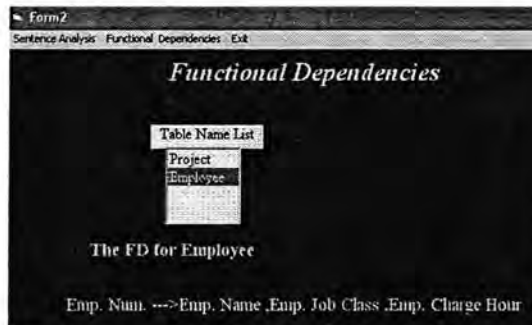 Form2
Sentence Analysis Functional Dependencies Exit
Functional Dependencies
Table Name List
Project
Employee
The FD for Employee
Emp. Num. --->Emp. Name ,Emp. Job Class ,Emp. Charge Hour